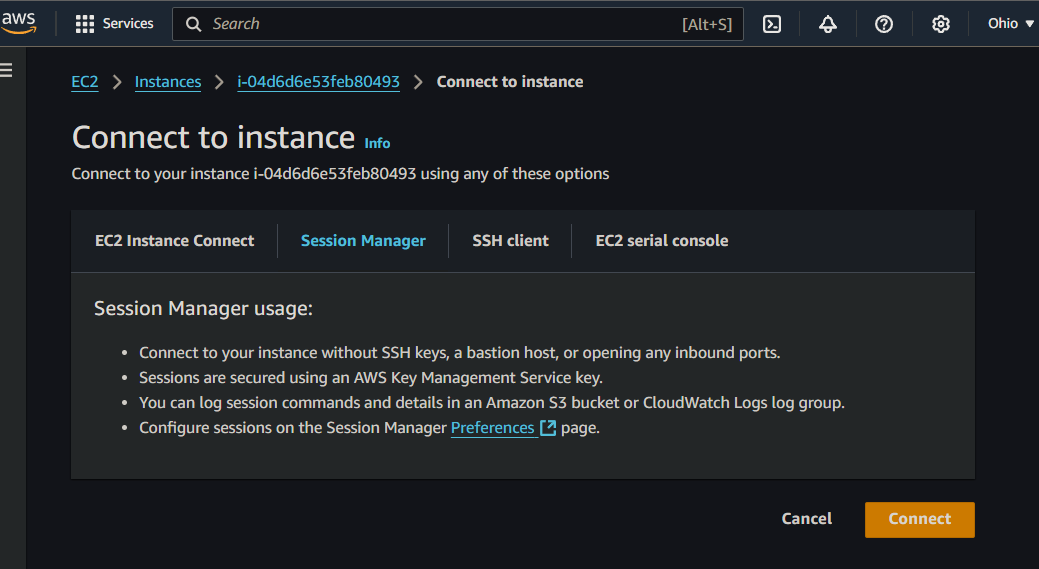 aws Services Search [Alt+S] Ohio
EC2 Instances i-04d6d6e53feb80493 Connect to instance
Connect to instance Info
Connect to your instance i-04d6d6e53feb80493 using any of these options
EC2 Instance Connect Session Manager SSH client EC2 serial console
Session Manager usage:
• Connect to your instance without SSH keys, a bastion host, or opening any inbound ports.
• Sessions are secured using an AWS Key Management Service key.
• You can log session commands and details in an Amazon S3 bucket or CloudWatch Logs log group.
• Configure sessions on the Session Manager Preferences page.
Cancel Connect